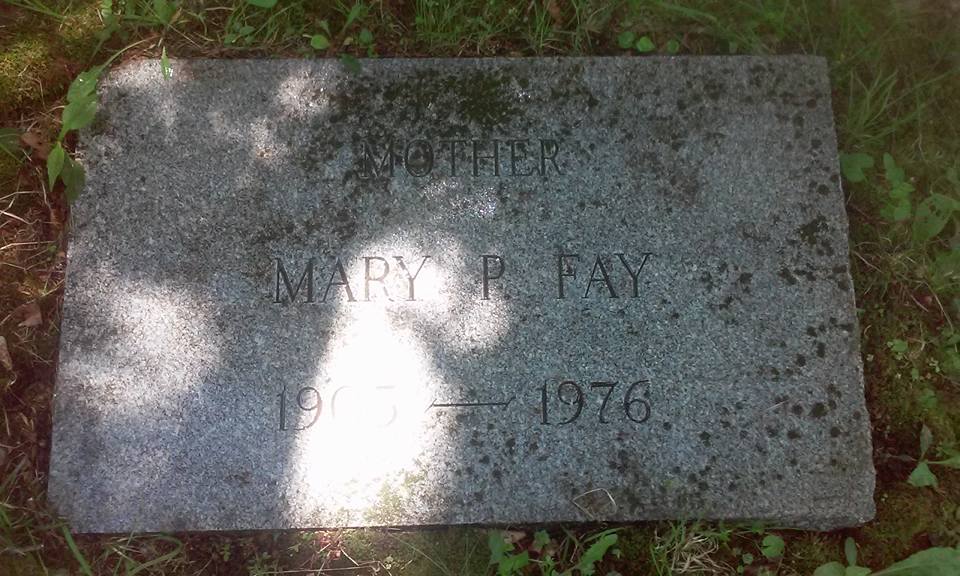 MOTHER
MARY P. FAY
— 1976